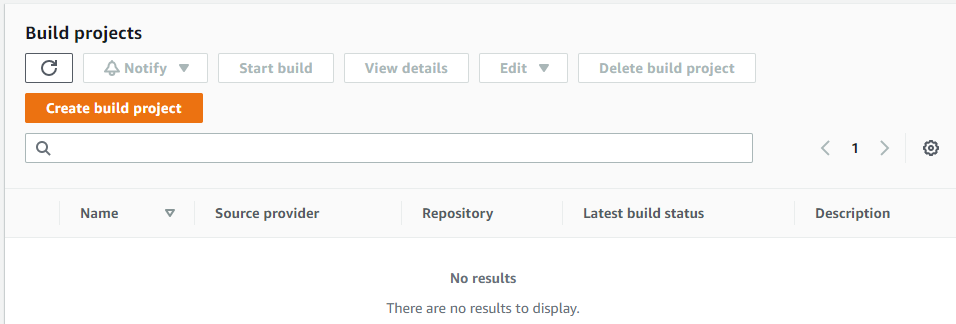 Build projects
Notify Start build View details Edit Delete build project
Create build project
1
Name Source provider Repository Latest build status Description
No results
There are no results to display.